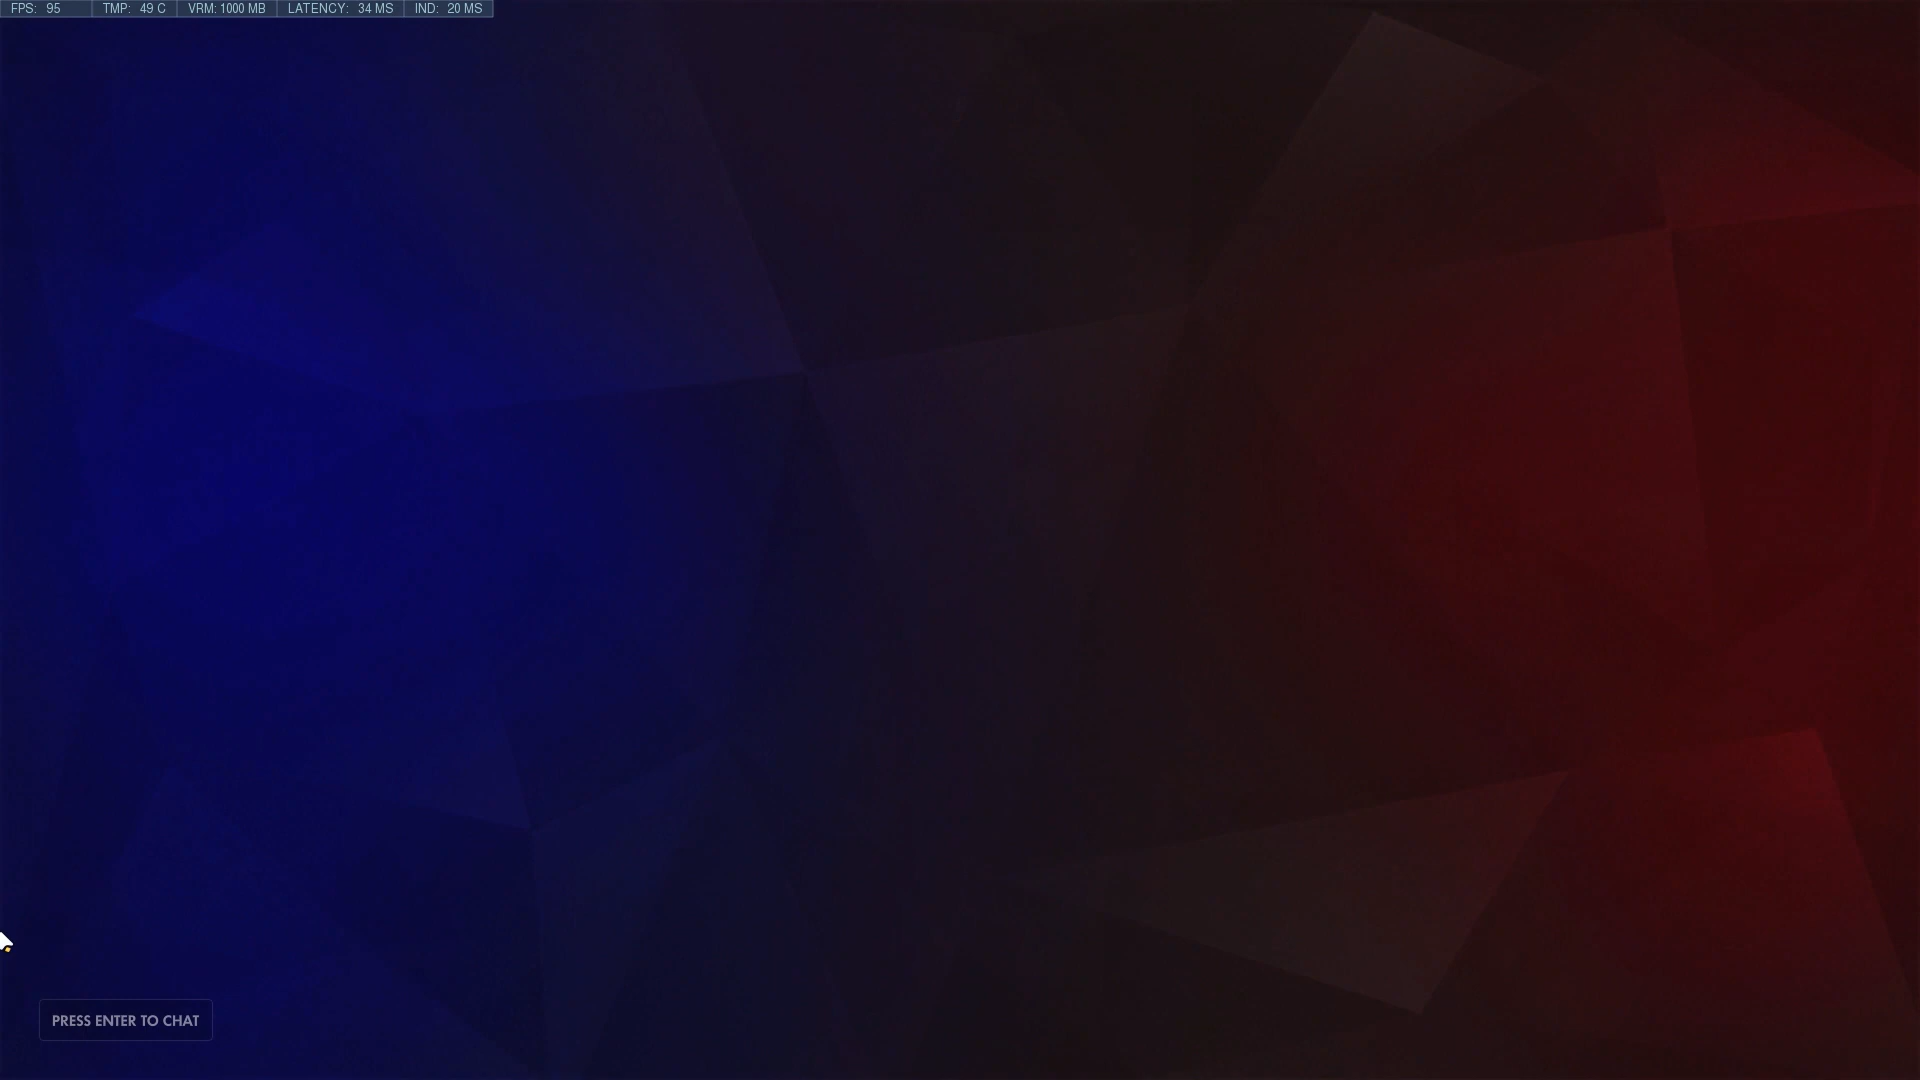 FPS: 95 TMP: 49 C VRM: 1000 MB LATENCY: 34 MS IND: 20 MS
PRESS ENTER TO CHAT